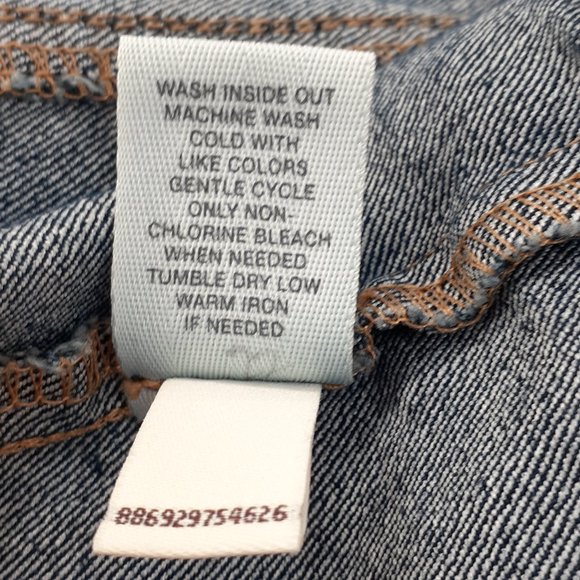 WASH INSIDE OUT
MACHINE WASH
COLD WITH
LIKE COLORS
GENTLE CYCLE
ONLY NON-
CHLORINE BLEACH
WHEN NEEDED
TUMBLE DRY LOW
WARM IRON
IF NEEDED
886929754626